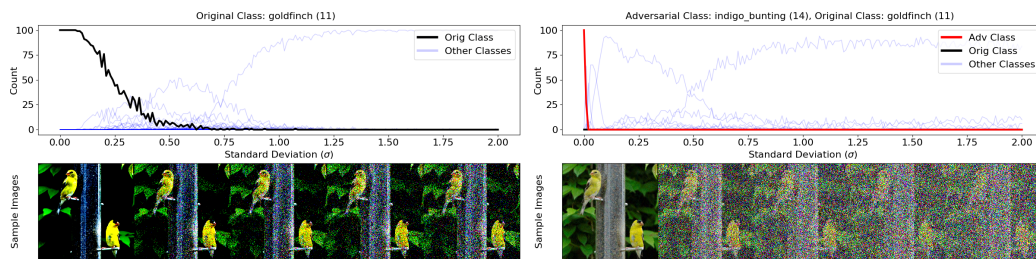 Original Class: goldfinch (11)
100
75
50
25
0
Count
Orig Class
Other Classes
0.00 0.25 0.50 0.75 1.00 1.25 1.50 1.75 2.00
Standard Deviation (σ)
Sample Images
Adversarial Class: indigo_bunting (14), Original Class: goldfinch (11)
100
75
50
25
0
Count
Adv Class
Orig Class
Other Classes
0.00 0.25 0.50 0.75 1.00 1.25 1.50 1.75 2.00
Standard Deviation (σ)
Sample Images